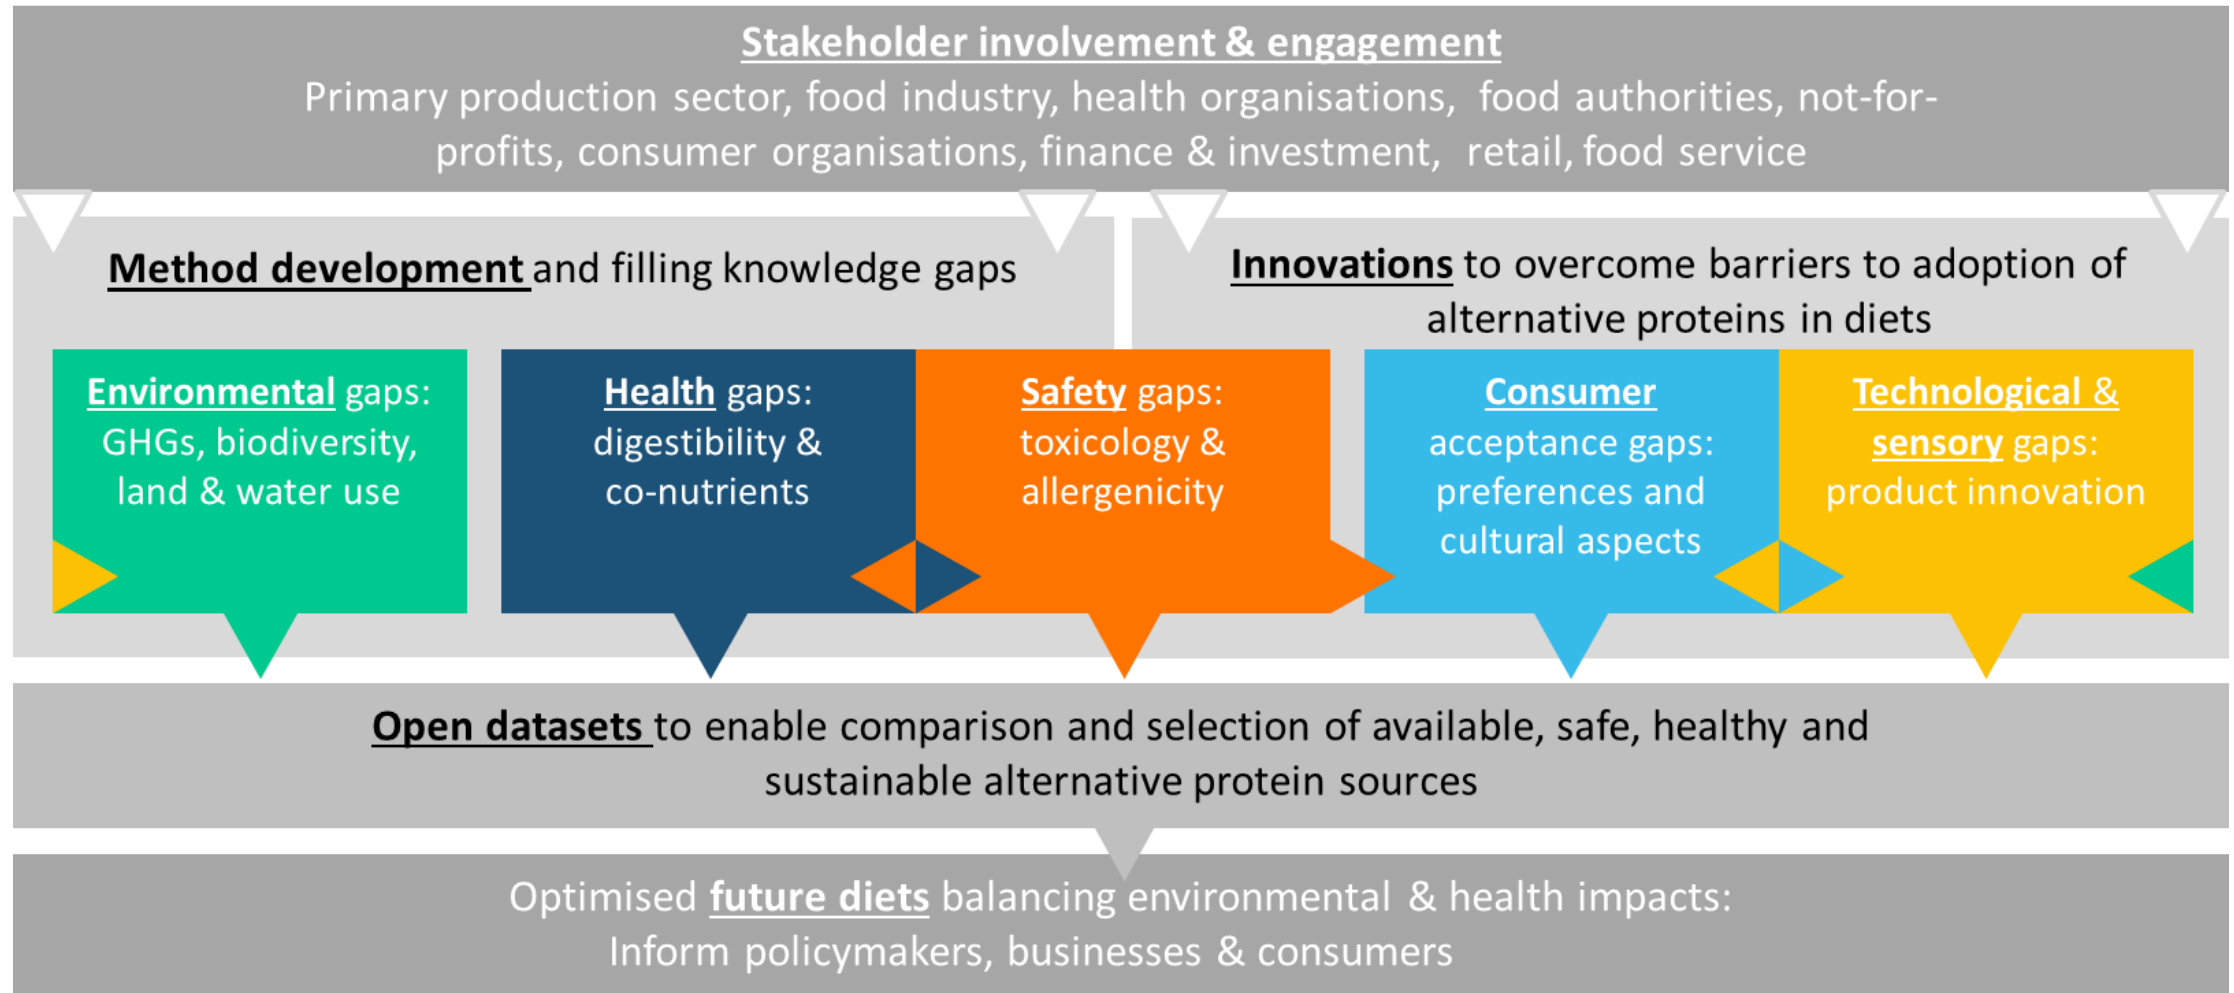 Stakeholder involvement & engagement
Primary production sector, food industry, health organisations, food authorities, not-for-
profits, consumer organisations, finance & investment, retail, food service
Method development and filling knowledge gaps
Innovations to overcome barriers to adoption of
alternative proteins in diets
Environmental gaps:
GHGs, biodiversity,
land & water use
Health gaps:
digestibility &
co-nutrients
Safety gaps:
toxicology &
allergenicity
Consumer
acceptance gaps:
preferences and
cultural aspects
Technological &
sensory gaps:
product innovation
Open datasets to enable comparison and selection of available, safe, healthy and
sustainable alternative protein sources
Optimised future diets balancing environmental & health impacts:
Inform policymakers, businesses & consumers